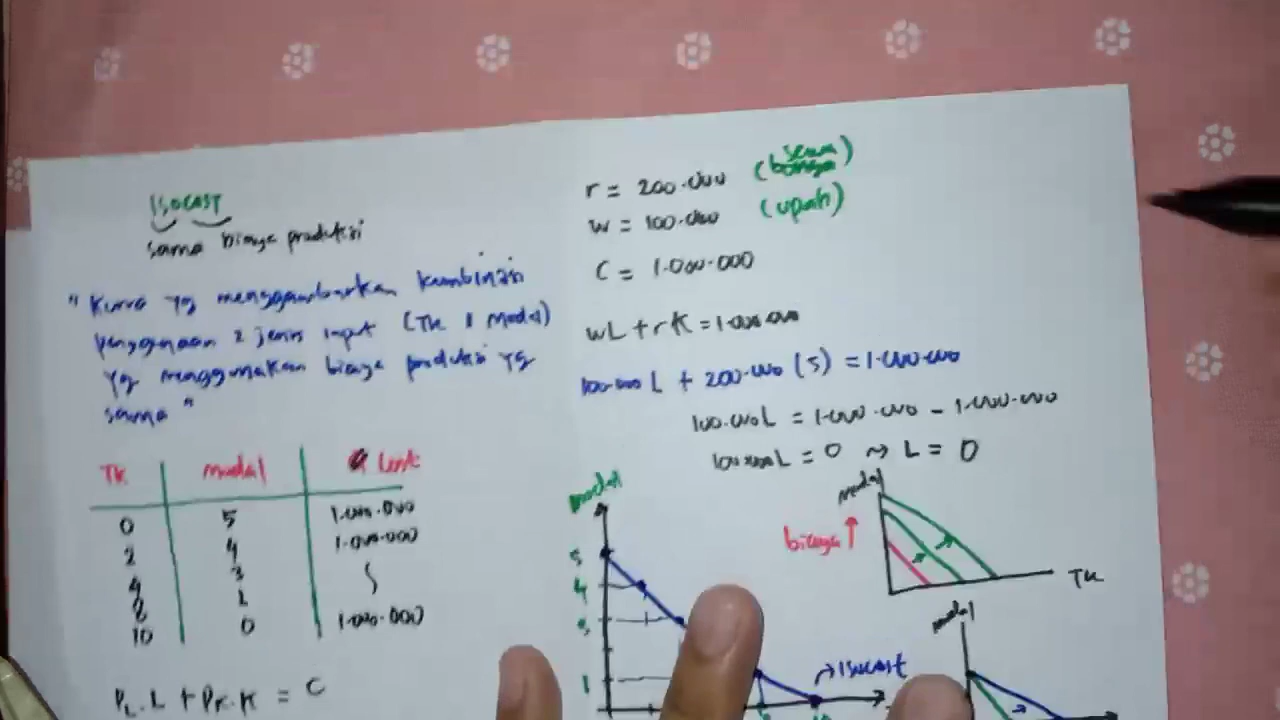 ISOCAST
sama biaya produksi
"Kurva yg menggambarkan kombinasi
penggunaan 2 jenis input (TK & Modal)
yg menggunakan biaya produksi yg
sama"
TK modal Cost
0 5 1.000.000
2 4 1.000.000
4 3
8 1
10 0 1.000.000
PL.L + PK.K = C
r = 200.000 (bunga) sewa
w = 100.000 (upah)
C = 1.000.000
wL + rK = 1.000.000
100.000 L + 200.000 (5) = 1.000.000
100.000L = 1.000.000 - 1.000.000
100.000L = 0 → L = 0
modal
5
4
3
1
8 10
→ Isocost
modal
biaya ↑
TK
modal